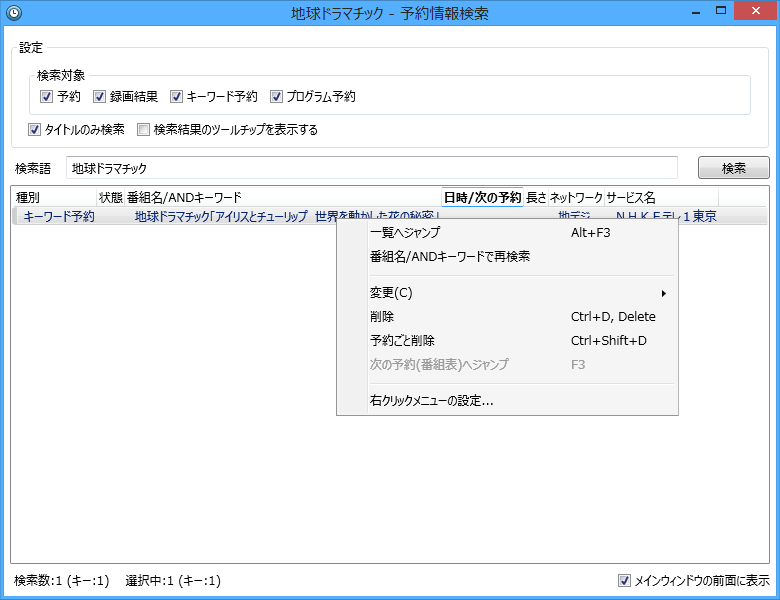 地球ドラマチック - 予約情報検索
設定
検索対象
予約 録画結果 キーワード予約 プログラム予約
タイトルのみ検索 検索結果のツールチップを表示する
検索語 地球ドラマチック 検索
種別 状態 番組名/ANDキーワード 日時/次の予約 長さ ネットワーク サービス名
キーワード予約 地球ドラマチック「アイリスとチューリップ 世界を動かした花の秘密」 地デジ NHKEテレ1東京
一覧へジャンプ Alt+F3
番組名/ANDキーワードで再検索
変更(C)
削除 Ctrl+D, Delete
予約ごと削除 Ctrl+Shift+D
次の予約(番組表)へジャンプ F3
右クリックメニューの設定...
検索数:1 (キー:1) 選択中:1 (キー:1) メインウィンドウの前面に表示